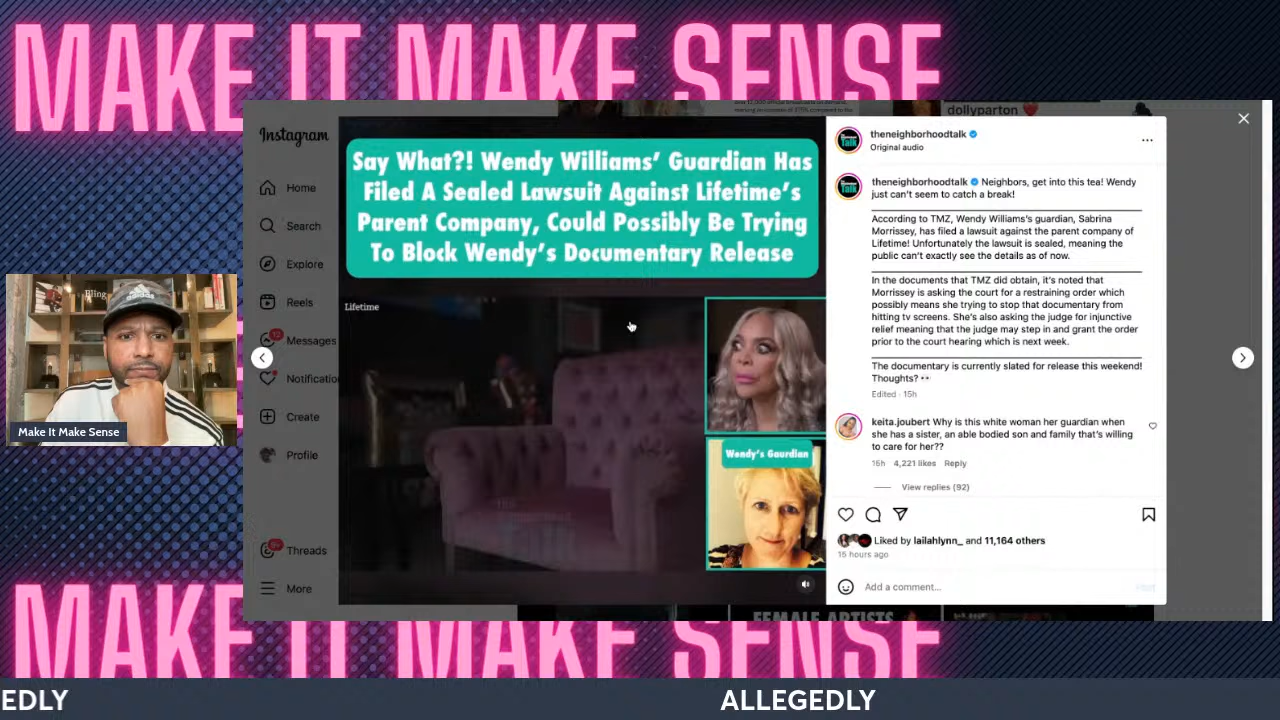 MAKE IT MAKE SENSE
Instagram
Home
Search
Explore
Reels
Messages
Notificatio
Create
Profile
Threads
More
Say What?! Wendy Williams' Guardian Has
Filed A Sealed Lawsuit Against Lifetime's
Parent Company, Could Possibly Be Trying
To Block Wendy's Documentary Release
Lifetime
Wendy's Gaurdian
dollyparton
theneighborhoodtalk
Original audio
theneighborhoodtalk Neighbors, get into this tea! Wendy
just can't seem to catch a break!
According to TMZ, Wendy Williams's guardian, Sabrina
Morrissey, has filed a lawsuit against the parent company of
Lifetime! Unfortunately the lawsuit is sealed, meaning the
public can't exactly see the details as of now.
In the documents that TMZ did obtain, it's noted that
Morrissey is asking the court for a restraining order which
possibly means she trying to stop that documentary from
hitting tv screens. She's also asking the judge for injunctive
relief meaning that the judge may step in and grant the order
prior to the court hearing which is next week.
The documentary is currently slated for release this weekend!
Thoughts? 👀
Edited · 15h
keita.joubert Why is this white woman her guardian when
she has a sister, an able bodied son and family that's willing
to care for her??
15h 4,221 likes Reply
View replies (92)
Liked by lailahlynn_ and 11,164 others
15 hours ago
Add a comment...
Post
Bling
adidas
Make It Make Sense
FEMALE ARTISTS
MAKE IT MAKE SENSE
EDLY
ALLEGEDLY